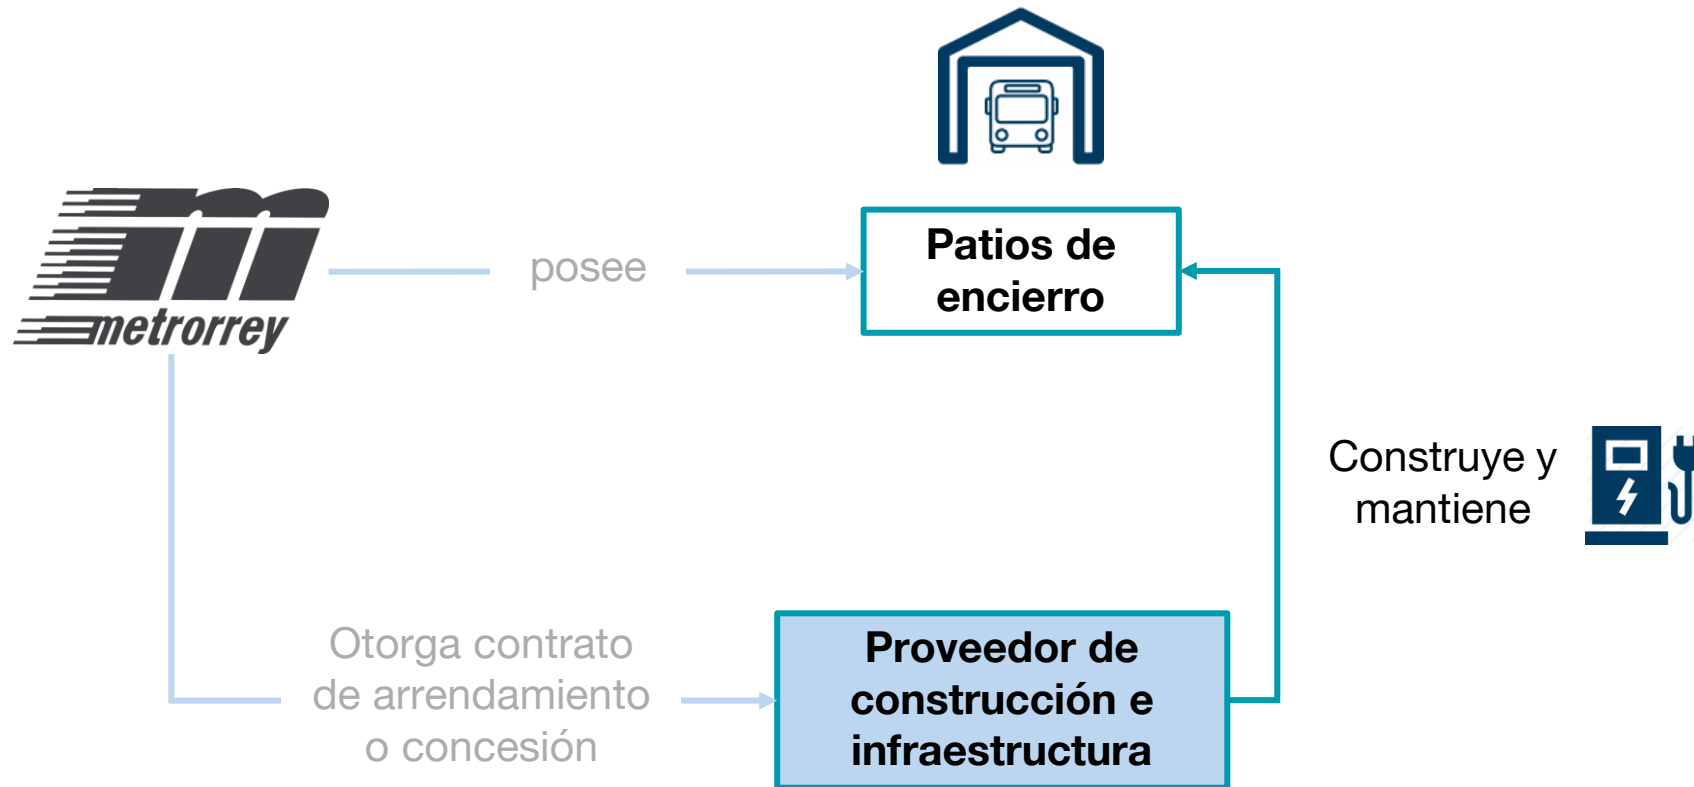 metrorrey
posee
Patios de
encierro
Construye y
mantiene
Otorga contrato
de arrendamiento
o concesión
Proveedor de
construcción e
infraestructura